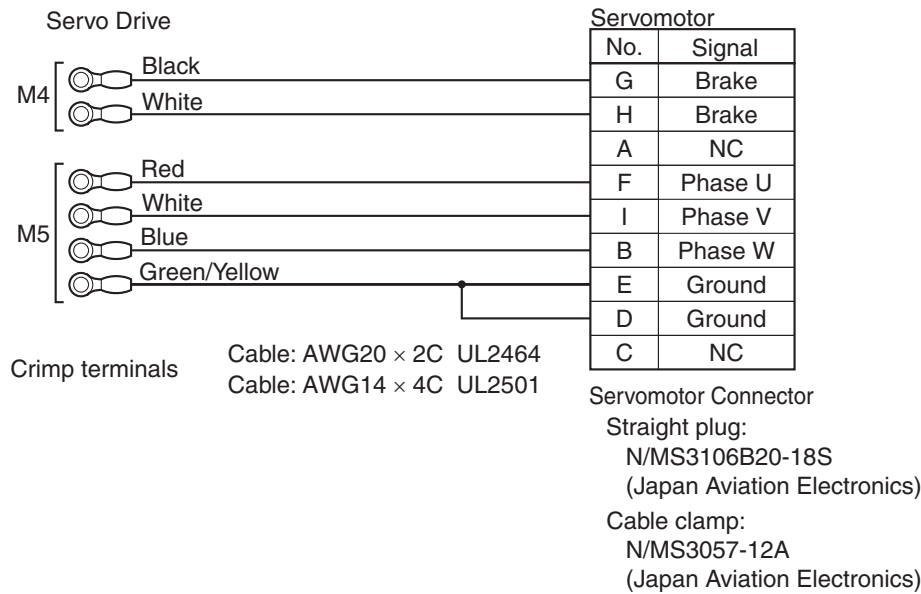 Servo Drive
Servomotor
No. Signal
M4
Black
G Brake
White
H Brake
A NC
M5
Red
F Phase U
White
I Phase V
Blue
B Phase W
Green/Yellow
E Ground
D Ground
C NC
Crimp terminals
Cable: AWG20 × 2C UL2464
Cable: AWG14 × 4C UL2501
Servomotor Connector
Straight plug:
N/MS3106B20-18S
(Japan Aviation Electronics)
Cable clamp:
N/MS3057-12A
(Japan Aviation Electronics)